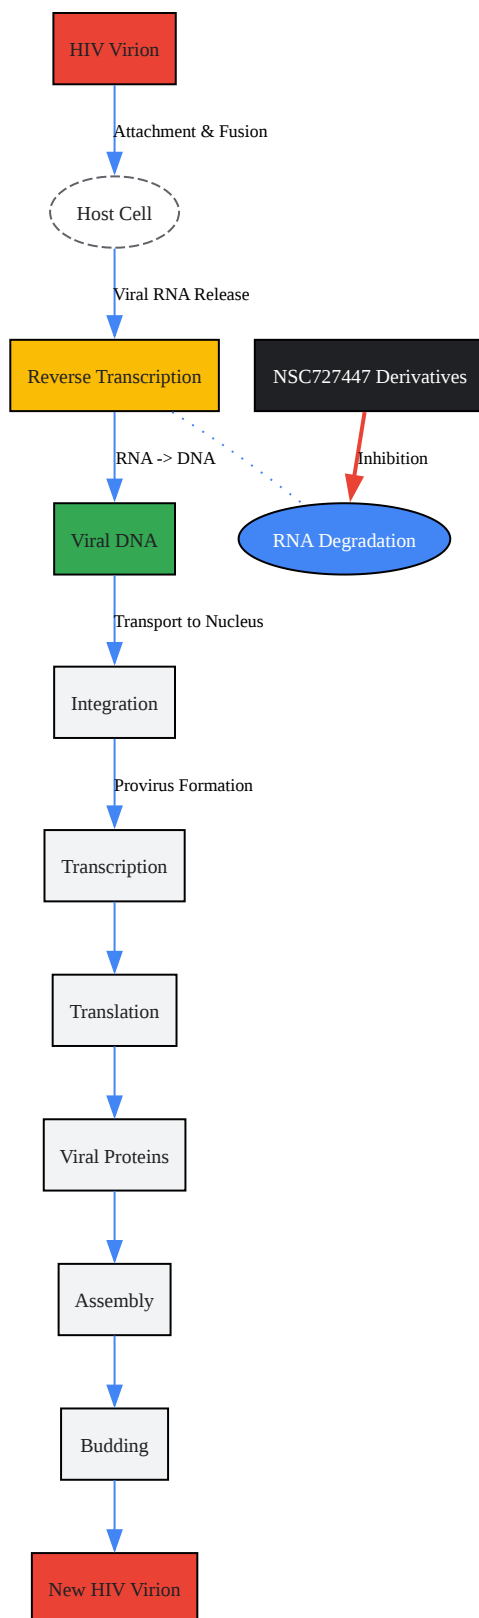 HIV Virion
Attachment & Fusion
Host Cell
Viral RNA Release
Reverse Transcription
NSC727447 Derivatives
RNA -> DNA
Inhibition
Viral DNA
RNA Degradation
Transport to Nucleus
Integration
Provirus Formation
Transcription
Translation
Viral Proteins
Assembly
Budding
New HIV Virion